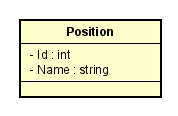 Position
- Id : int
- Name : string